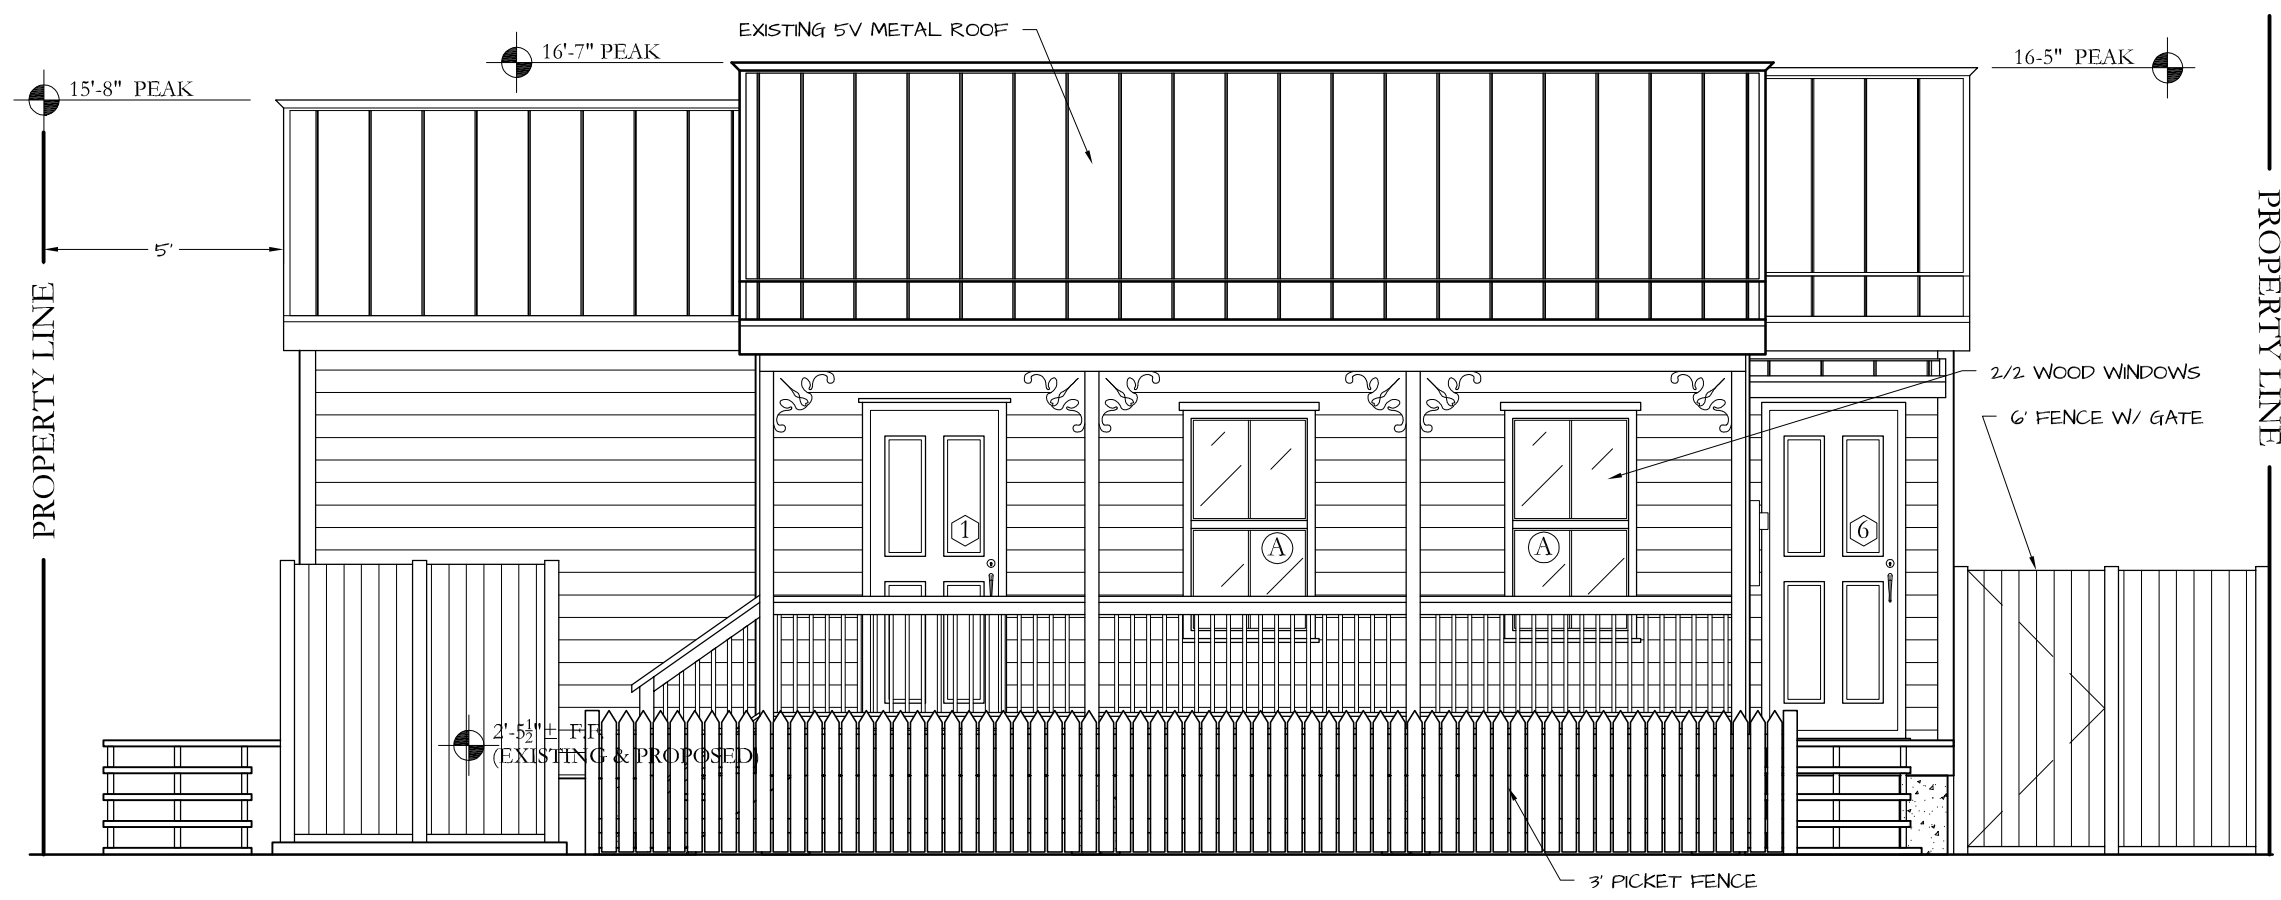 EXISTING 5V METAL ROOF
16'-7" PEAK
16-5" PEAK
15'-8" PEAK
5'
PROPERTY LINE
PROPERTY LINE
2/2 WOOD WINDOWS
6' FENCE W/ GATE
1
6
A
A
2'-5½"± F.F.
(EXISTING & PROPOSED)
3' PICKET FENCE